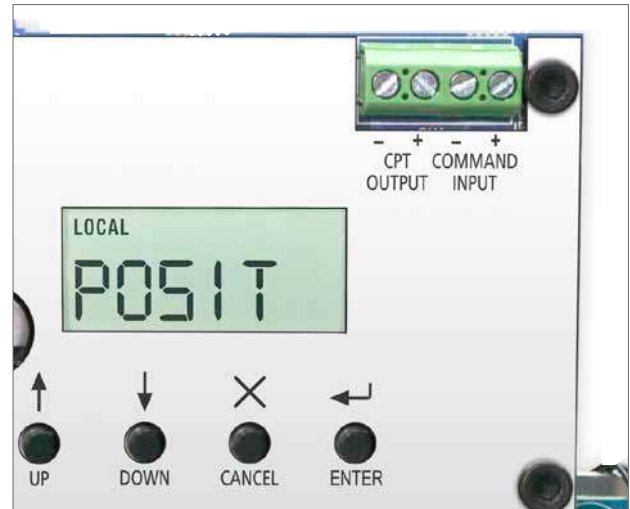 - + - +
CPT COMMAND
OUTPUT INPUT
LOCAL
POSIT
UP DOWN CANCEL ENTER